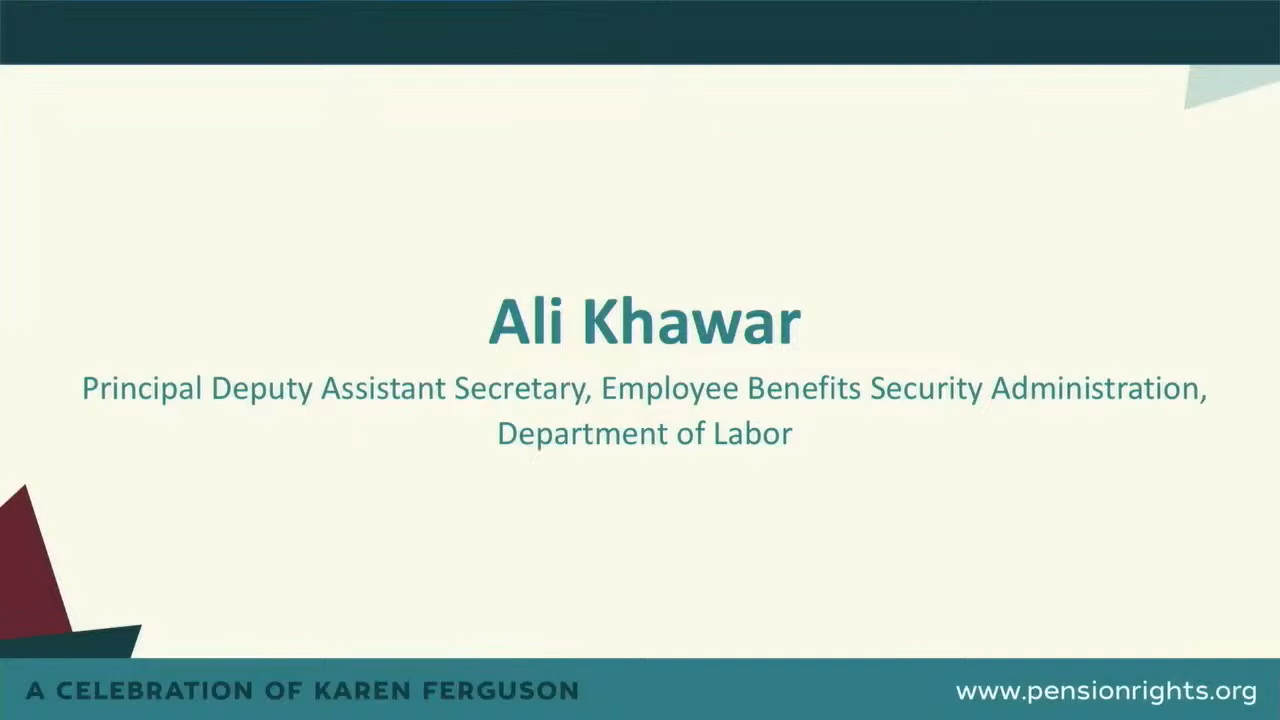 Ali Khawar
Principal Deputy Assistant Secretary, Employee Benefits Security Administration,
Department of Labor
A CELEBRATION OF KAREN FERGUSON
www.pensionrights.org